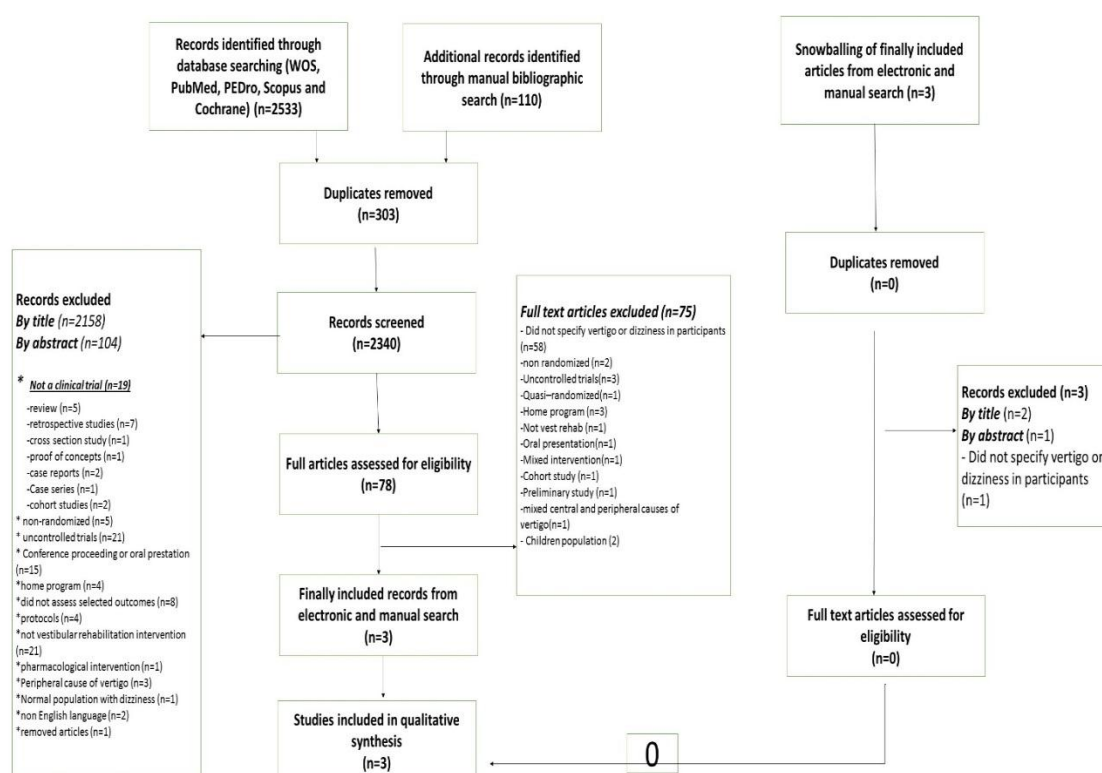 Records identified through
database searching (WOS,
PubMed, PEDro, Scopus and
Cochrane) (n=2533)
Additional records identified
through manual bibliographic
search (n=110)
Snowballing of finally included
articles from electronic and
manual search (n=3)
Duplicates removed
(n=303)
Duplicates removed
(n=0)
Records excluded
By title (n=2158)
By abstract (n=104)
* Not a clinical trial (n=19)
-review (n=5)
-retrospective studies (n=7)
-cross section study (n=1)
-proof of concepts (n=1)
-case reports (n=2)
-Case series (n=1)
-cohort studies (n=2)
* non-randomized (n=5)
* uncontrolled trials (n=21)
* Conference proceeding or oral prestation
(n=15)
*home program (n=4)
*did not assess selected outcomes (n=8)
*protocols (n=4)
*not vestibular rehabilitation intervention
(n=21)
*pharmacological intervention (n=1)
*Peripheral cause of vertigo (n=3)
*Normal population with dizziness (n=1)
*non English language (n=2)
*removed articles (n=1)
Records screened
(n=2340)
Full text articles excluded (n=75)
- Did not specify vertigo or dizziness in participants
(n=58)
-non randomized (n=2)
-Uncontrolled trials(n=3)
-Quasi–randomized (n=1)
-Home program (n=3)
-Not vest rehab (n=1)
-Oral presentation(n=1)
-Mixed intervention(n=1)
-Cohort study (n=1)
-Preliminary study (n=1)
-mixed central and peripheral causes of
vertigo(n=1)
- Children population (2)
Records excluded (n=3)
By title (n=2)
By abstract (n=1)
- Did not specify vertigo or
dizziness in participants
(n=1)
Full articles assessed for eligibility
(n=78)
Finally included records from
electronic and manual search
(n=3)
Full text articles assessed for
eligibility
(n=0)
Studies included in qualitative
synthesis
(n=3)
0